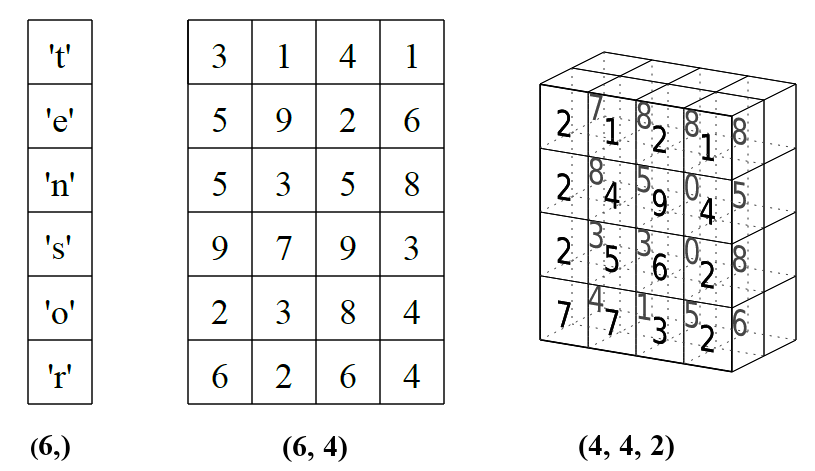 't'
'e'
'n'
's'
'o'
'r'
(6,)
3 1 4 1
5 9 2 6
5 3 5 8
9 7 9 3
2 3 8 4
6 2 6 4
(6, 4)
2 7 1 8 2 8 1 8
2 8 4 5 9 0 4 5
2 3 5 3 6 0 2 8
7 4 7 1 3 5 2 6
(4, 4, 2)